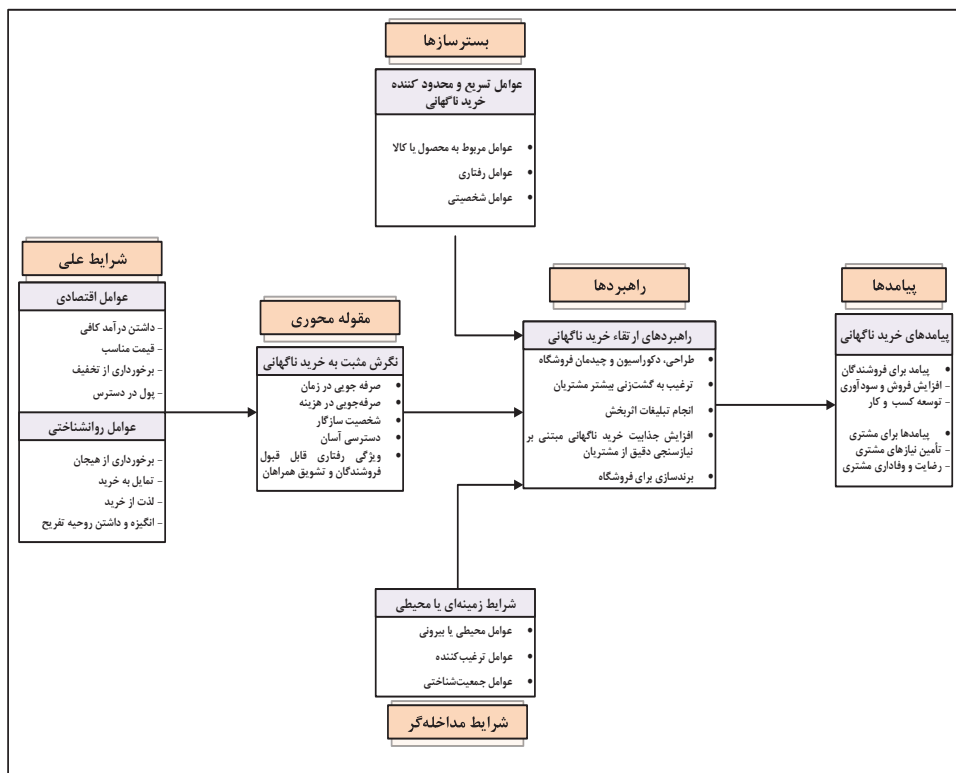 بسترسازها
عوامل تسریع و محدود کننده
خرید ناگهانی
• عوامل مربوط به محصول یا کالا
• عوامل رفتاری
• عوامل شخصیتی
شرایط علی
عوامل اقتصادی
- داشتن درآمد کافی
- قیمت مناسب
- برخورداری از تخفیف
- پول در دسترس
عوامل روانشناختی
- برخورداری از هیجان
- تمایل به خرید
- لذت از خرید
- انگیزه و داشتن روحیه تفریح
مقوله محوری
نگرش مثبت به خرید ناگهانی
• صرفه جویی در زمان
• صرفه‌جویی در هزینه
• شخصیت سازگار
• دسترسی آسان
• ویژگی رفتاری قابل قبول
فروشندگان و تشویق همراهان
راهبردها
راهبردهای ارتقاء خرید ناگهانی
• طراحی، دکوراسیون و چیدمان فروشگاه
• ترغیب به گشت‌زنی بیشتر مشتریان
• انجام تبلیغات اثربخش
• افزایش جذابیت خرید ناگهانی مبتنی بر
نیازسنجی دقیق از مشتریان
• برندسازی برای فروشگاه
پیامدها
پیامدهای خرید ناگهانی
• پیامد برای فروشندگان
- افزایش فروش و سودآوری
- توسعه کسب و کار
• پیامدها برای مشتری
- تأمین نیازهای مشتری
- رضایت و وفاداری مشتری
شرایط زمینه‌ای یا محیطی
• عوامل محیطی یا بیرونی
• عوامل ترغیب‌کننده
• عوامل جمعیت‌شناختی
شرایط مداخله‌گر